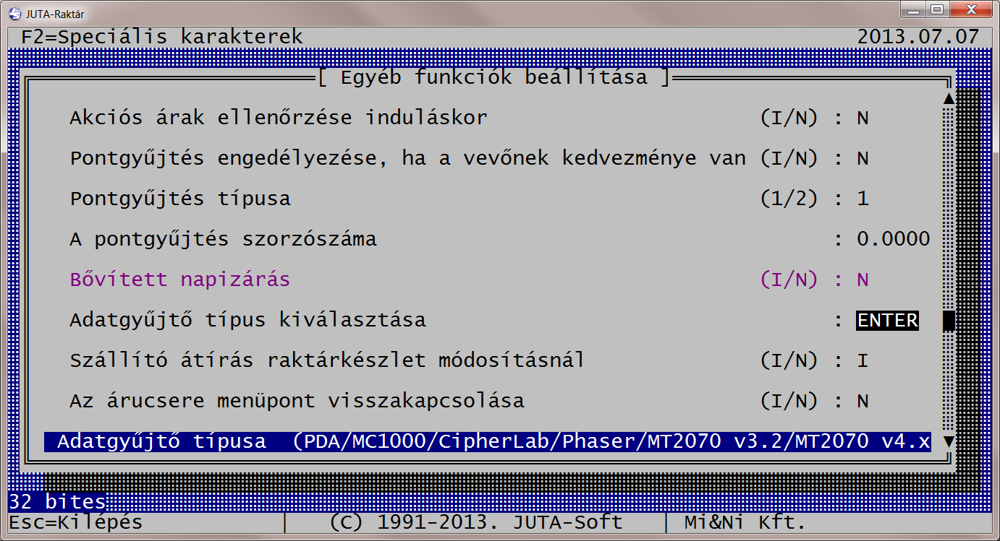 JUTA-Raktár
F2=Speciális karakterek 2013.07.07
[ Egyéb funkciók beállítása ]
Akciós árak ellenőrzése induláskor (I/N) : N
Pontgyűjtés engedélyezése, ha a vevőnek kedvezménye van (I/N) : N
Pontgyűjtés típusa (1/2) : 1
A pontgyűjtés szorzószáma : 0.0000
Bővített napizárás (I/N) : N
Adatgyűjtő típus kiválasztása : ENTER
Szállító átírás raktárkészlet módosításnál (I/N) : I
Az árucsere menüpont visszakapcsolása (I/N) : N
Adatgyűjtő típusa (PDA/MC1000/CipherLab/Phaser/MT2070 v3.2/MT2070 v4.x
32 bites
Esc=Kilépés | (C) 1991-2013. JUTA-Soft | Mi&Ni Kft.